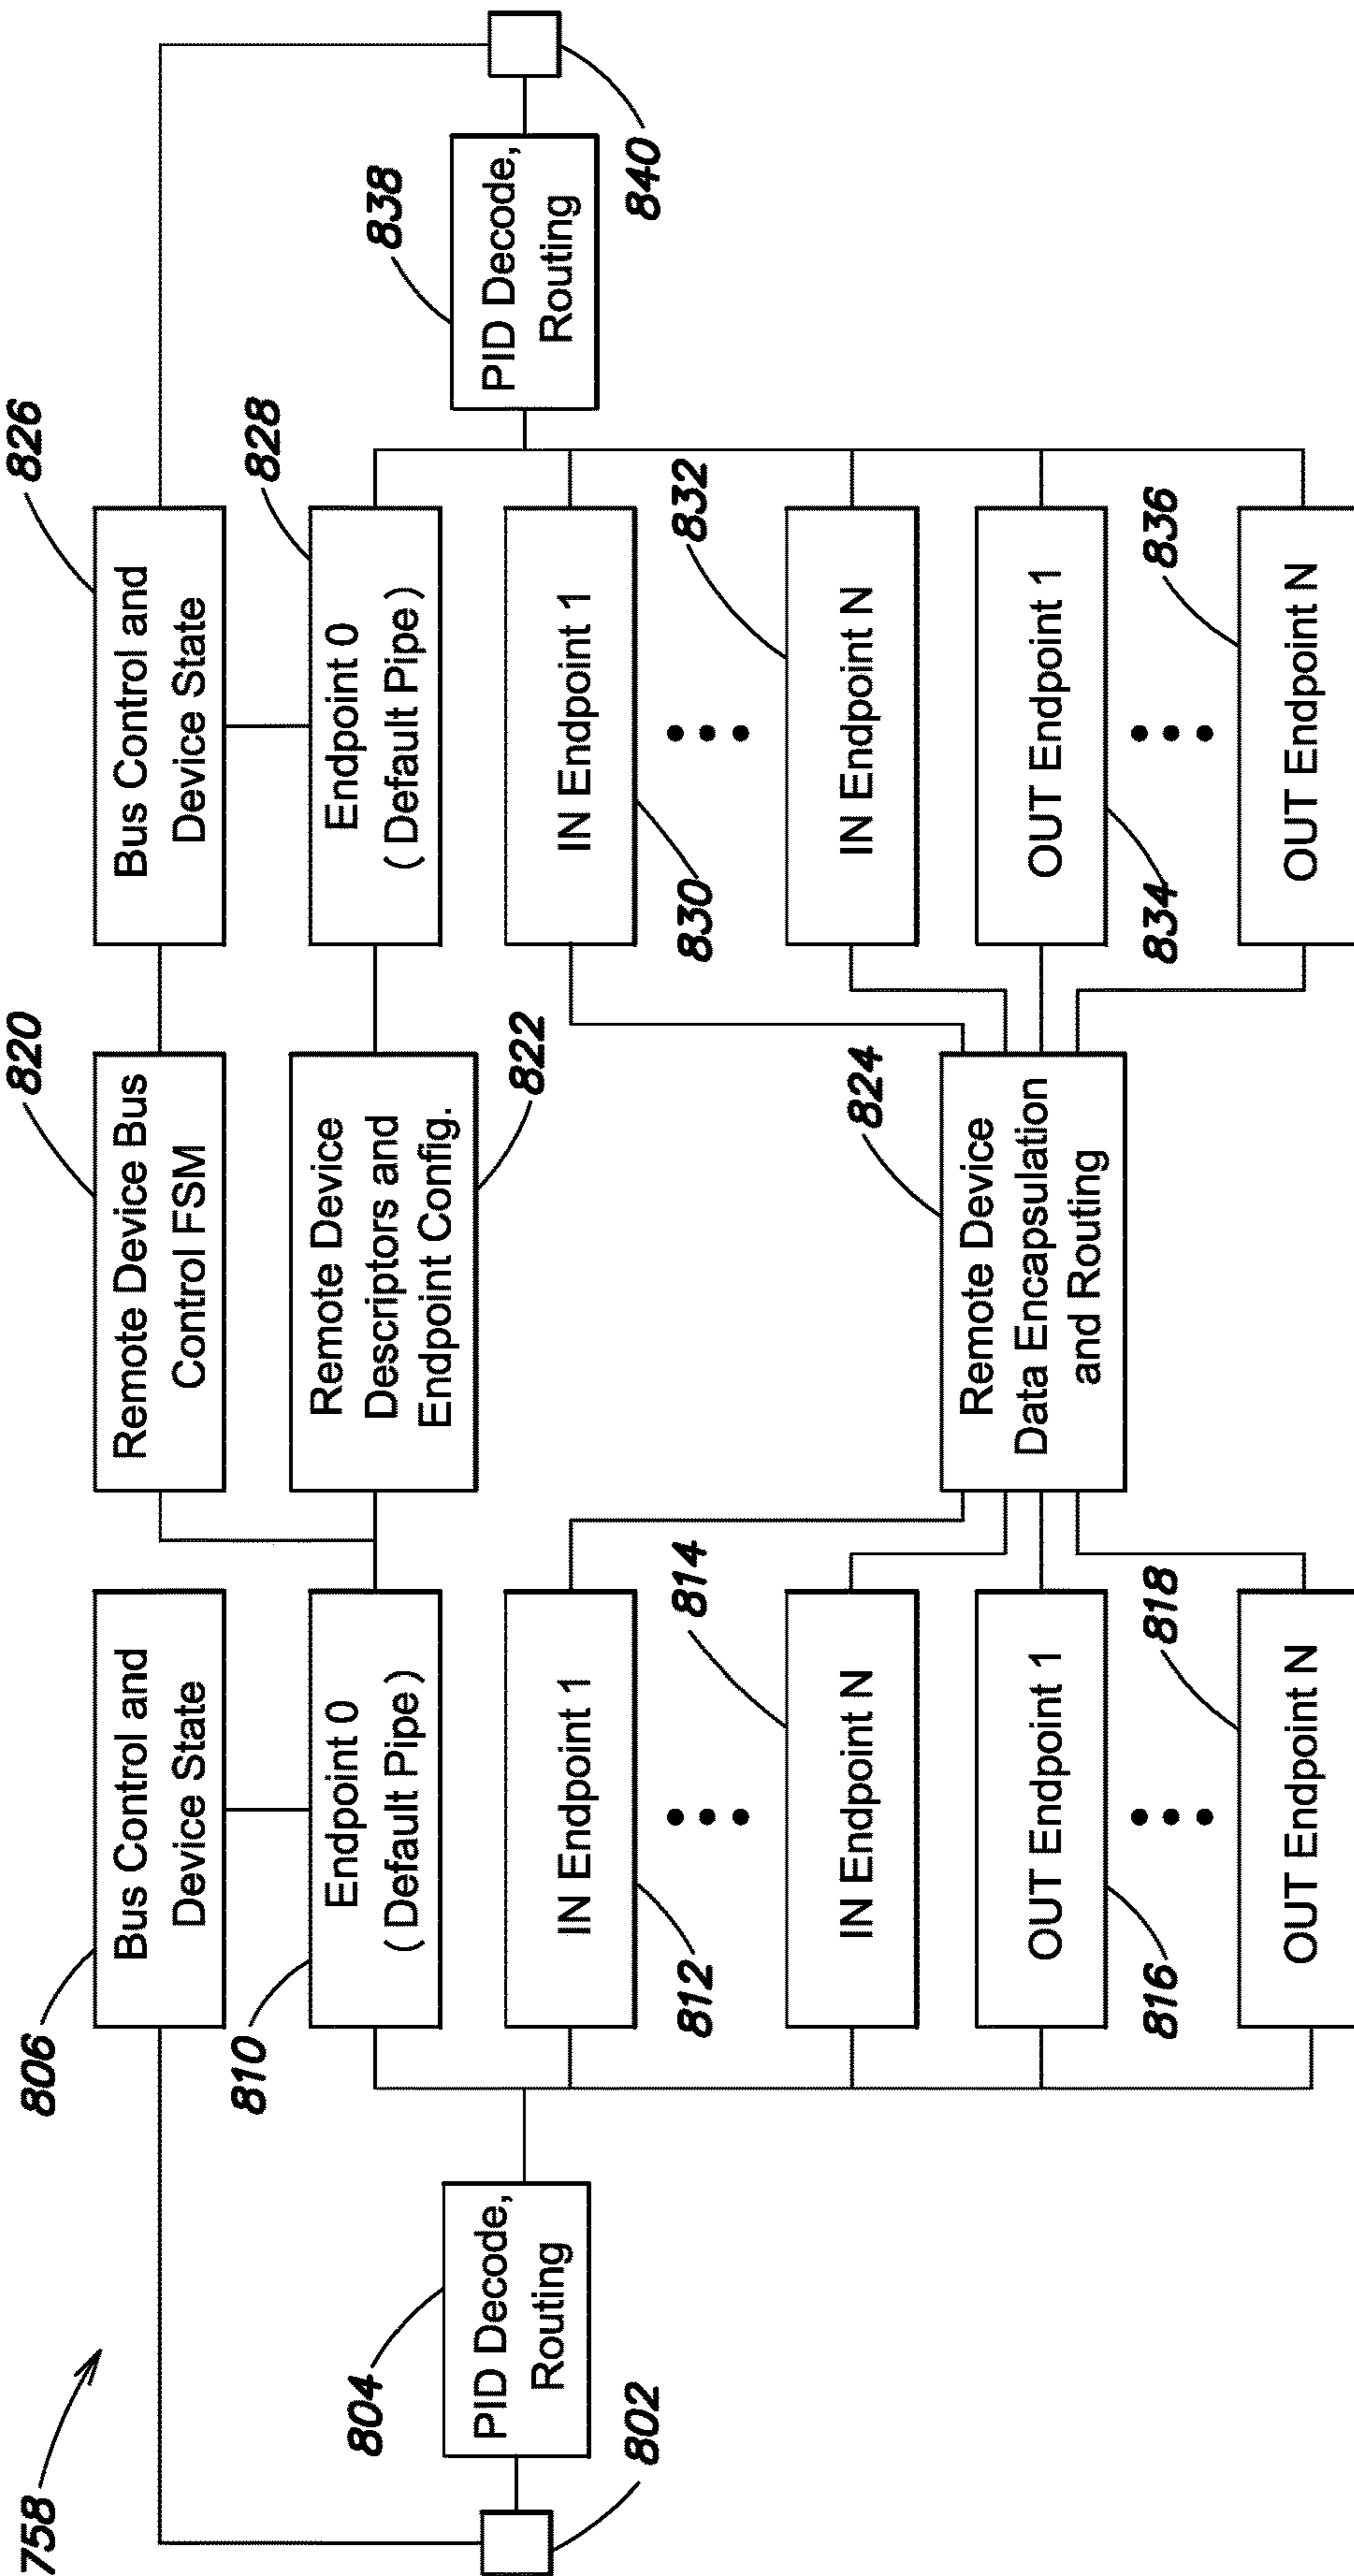 758
802
804
PID Decode,
Routing
806
Bus Control and
Device State
810
Endpoint 0
( Default Pipe )
812
IN Endpoint 1
814
IN Endpoint N
816
OUT Endpoint 1
818
OUT Endpoint N
820
Remote Device Bus
Control FSM
822
Remote Device
Descriptors and
Endpoint Config.
824
Remote Device
Data Encapsulation
and Routing
826
Bus Control and
Device State
828
Endpoint 0
( Default Pipe )
830
IN Endpoint 1
832
IN Endpoint N
834
OUT Endpoint 1
836
OUT Endpoint N
838
PID Decode,
Routing
840